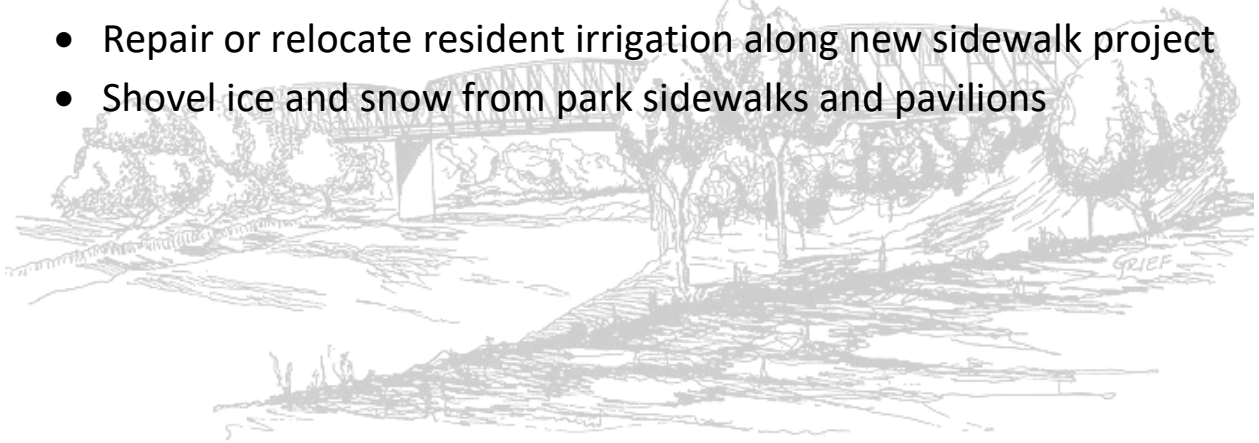 • Repair or relocate resident irrigation along new sidewalk project
• Shovel ice and snow from park sidewalks and pavilions
GRIEF